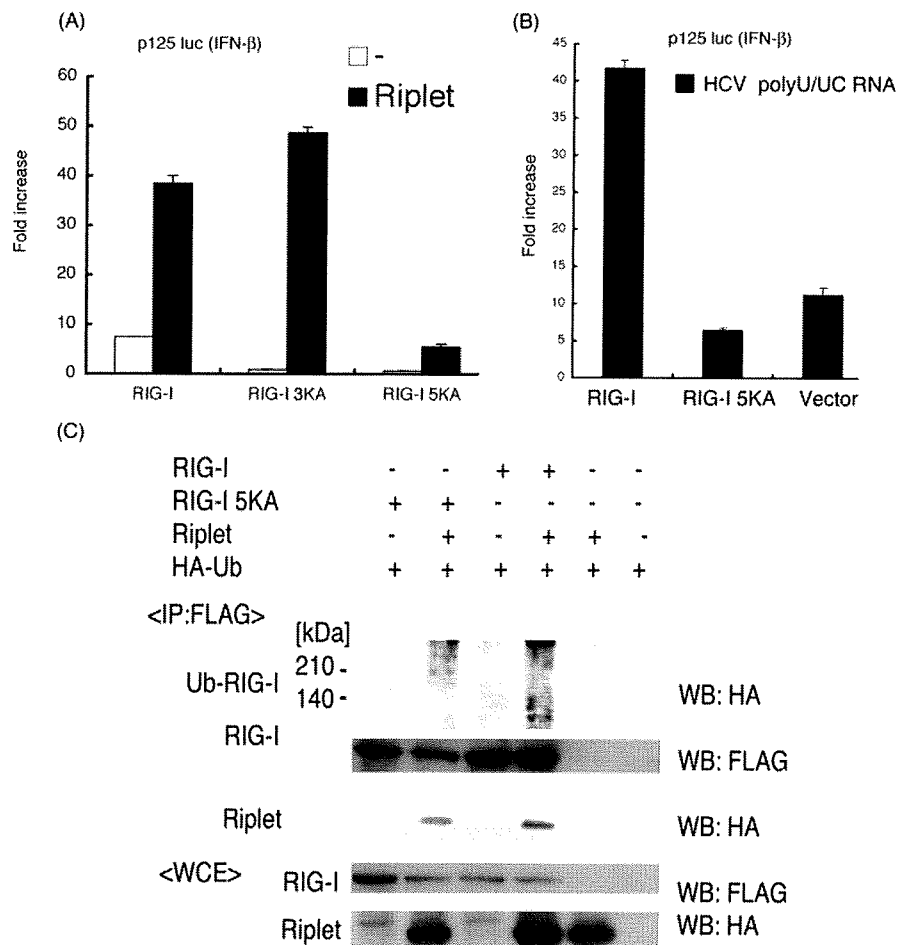 (A)
p125 luc (IFN-β)
-
Riplet
Fold increase
60
50
40
30
20
10
0
RIG-I
RIG-I 3KA
RIG-I 5KA
(B)
p125 luc (IFN-β)
HCV polyU/UC RNA
Fold increase
45
40
35
30
25
20
15
10
5
0
RIG-I
RIG-I 5KA
Vector
(C)
RIG-I - - + + - -
RIG-I 5KA + + - - - -
Riplet - + - + + -
HA-Ub + + + + + +
<IP:FLAG>
[kDa]
210 -
Ub-RIG-I
140 -
WB: HA
RIG-I
WB: FLAG
Riplet
WB: HA
<WCE>
RIG-I
WB: FLAG
Riplet
WB: HA